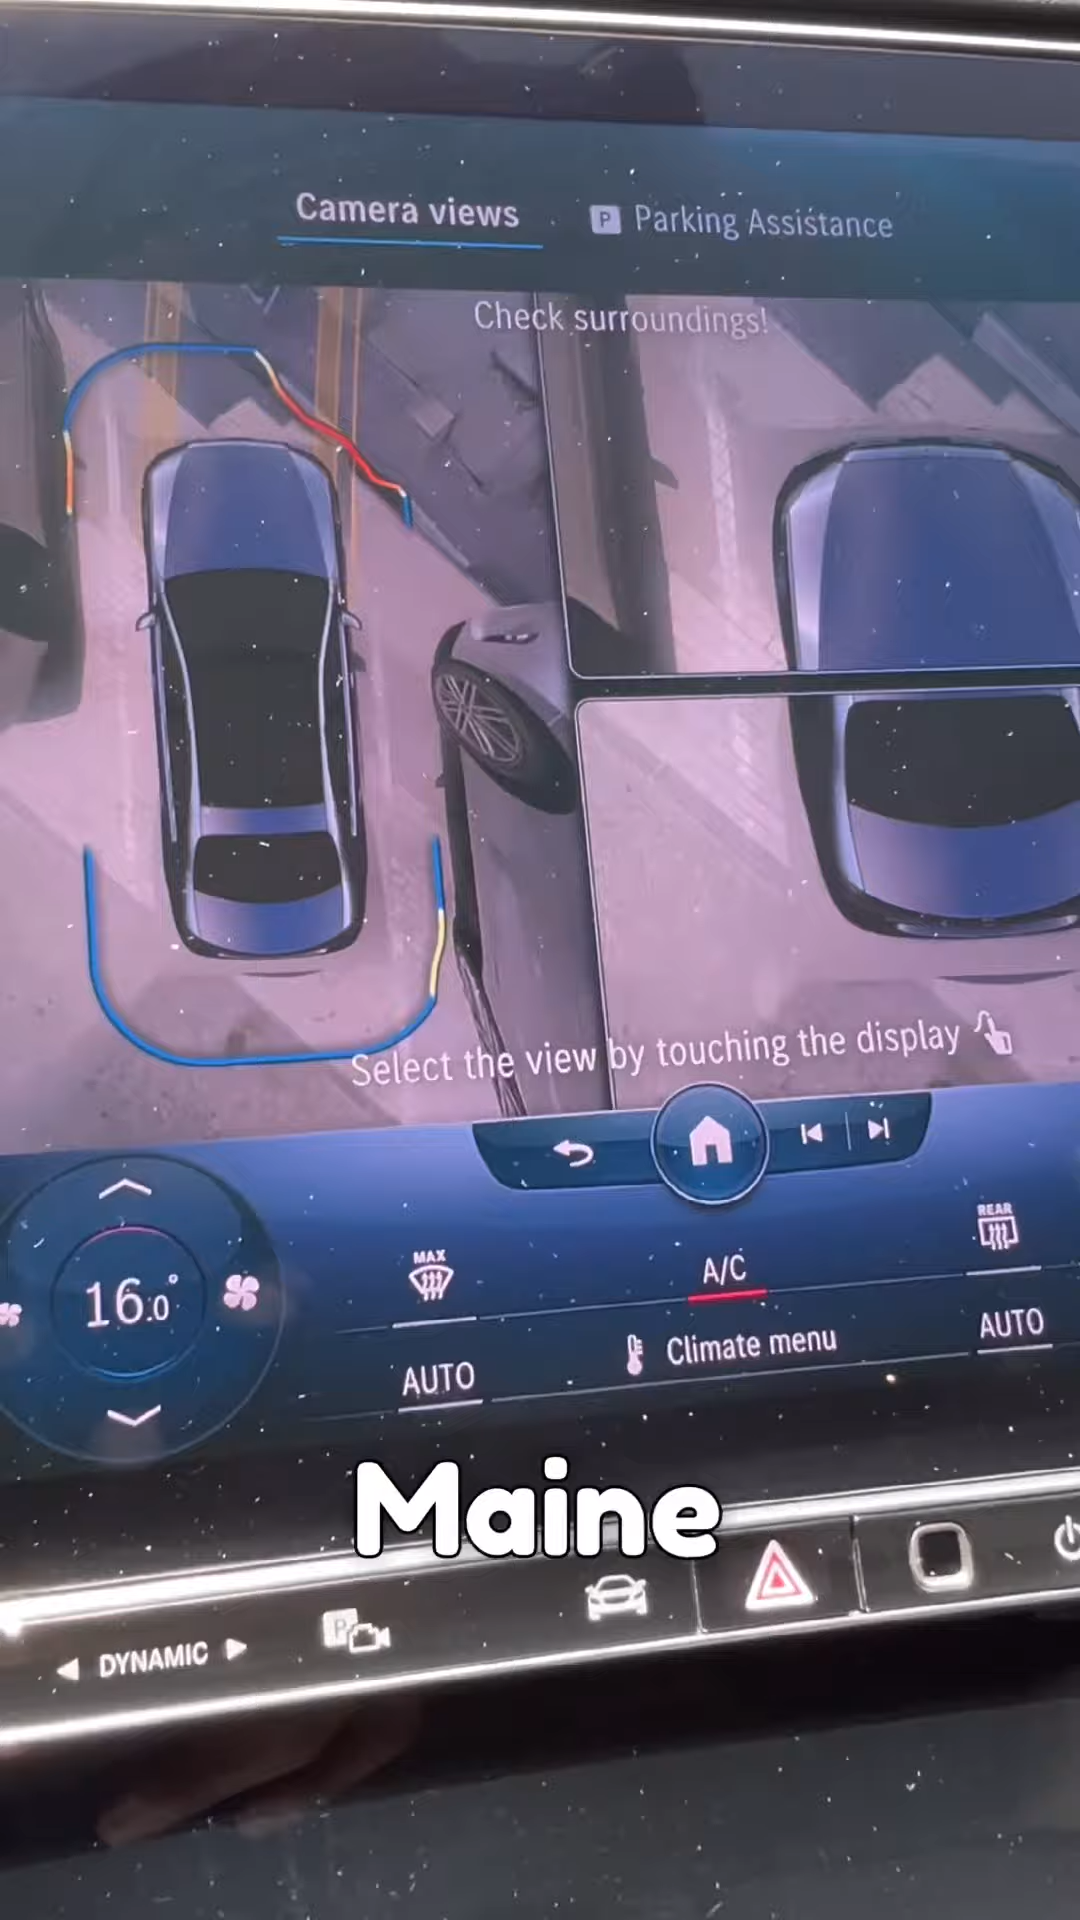 Camera views
P Parking Assistance
Check surroundings!
Select the view by touching the display
REAR
MAX
A/C
16.0°
AUTO
Climate menu
AUTO
Maine
DYNAMIC
P